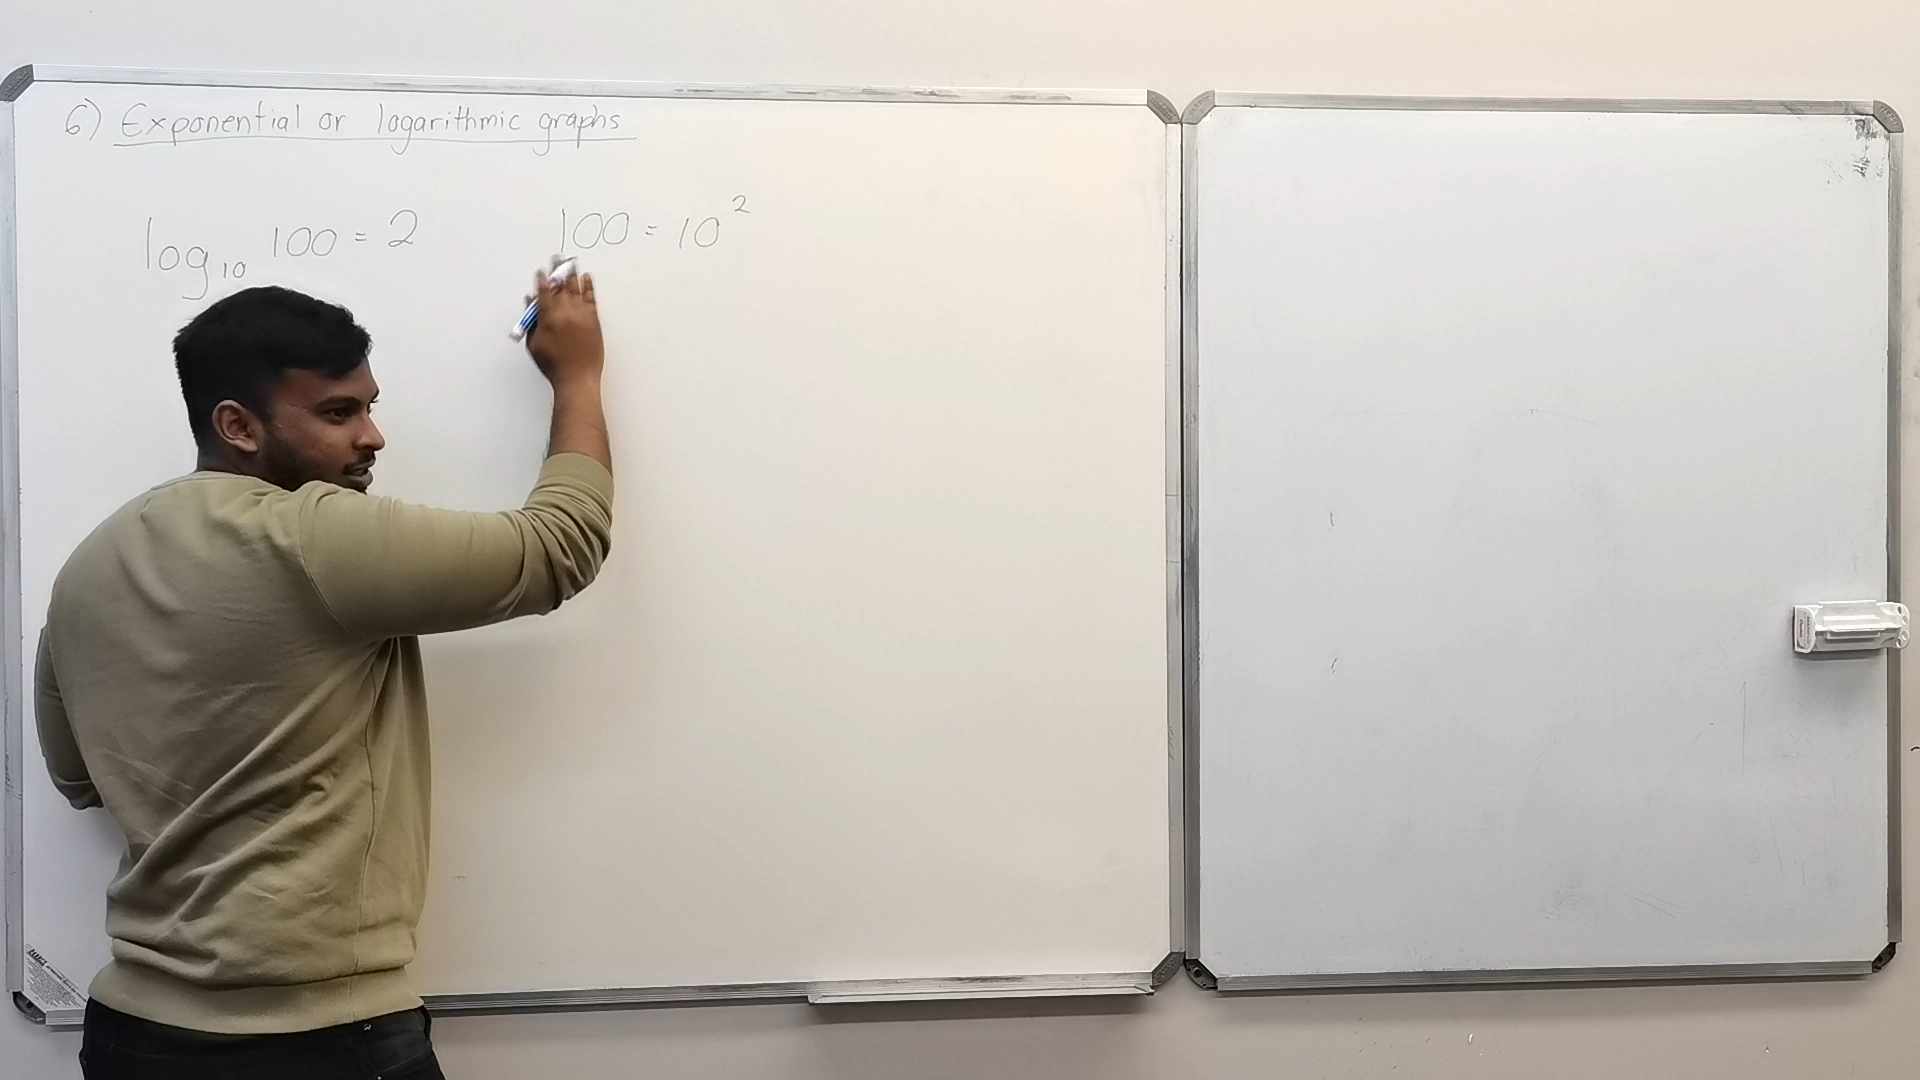 6) Exponential or logarithmic graphs
log₁₀ 100 = 2 100 = 10²